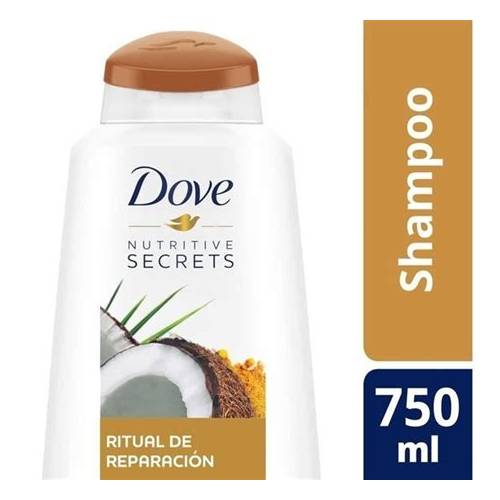 Dove
NUTRITIVE
SECRETS
RITUAL DE
REPARACIÓN
Shampoo
750
ml